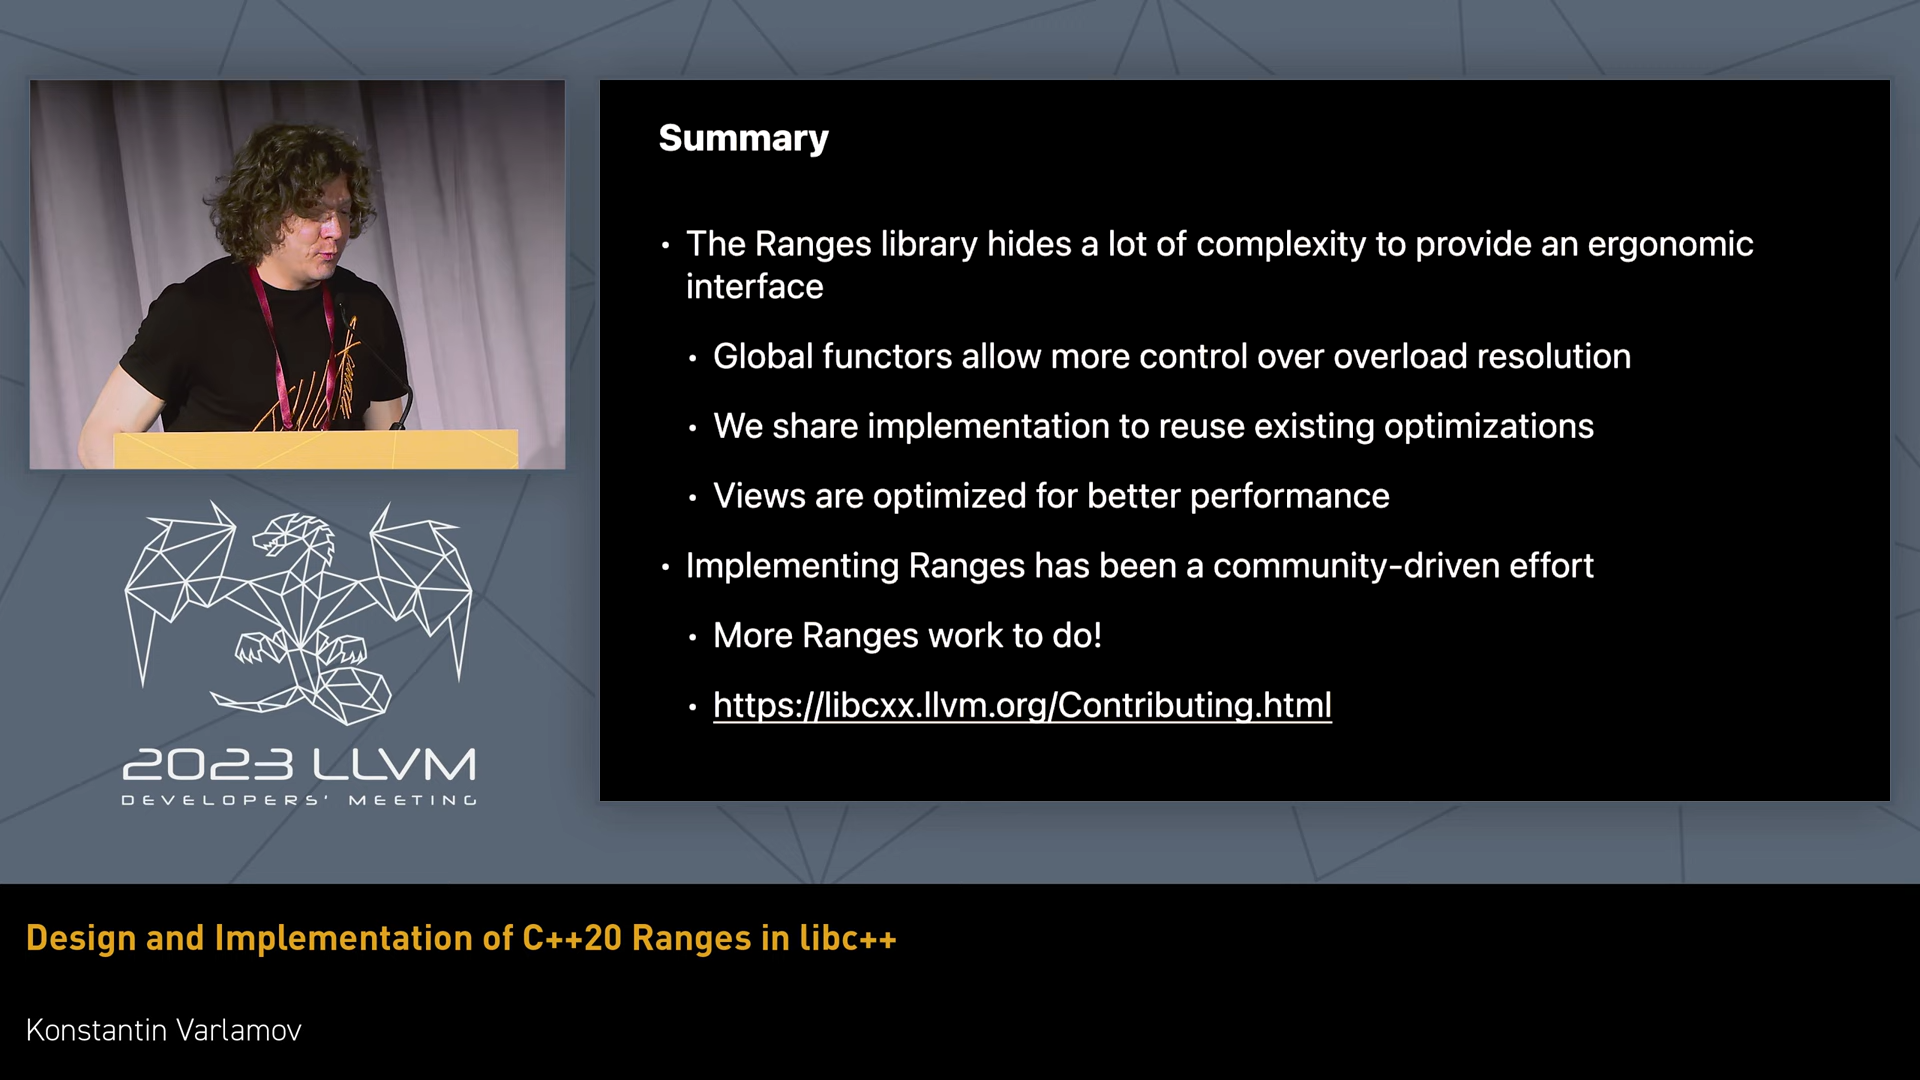 Summary
• The Ranges library hides a lot of complexity to provide an ergonomic
interface
• Global functors allow more control over overload resolution
• We share implementation to reuse existing optimizations
• Views are optimized for better performance
• Implementing Ranges has been a community-driven effort
• More Ranges work to do!
• https://libcxx.llvm.org/Contributing.html
2023 LLVM
DEVELOPERS' MEETING
Design and Implementation of C++20 Ranges in libc++
Konstantin Varlamov